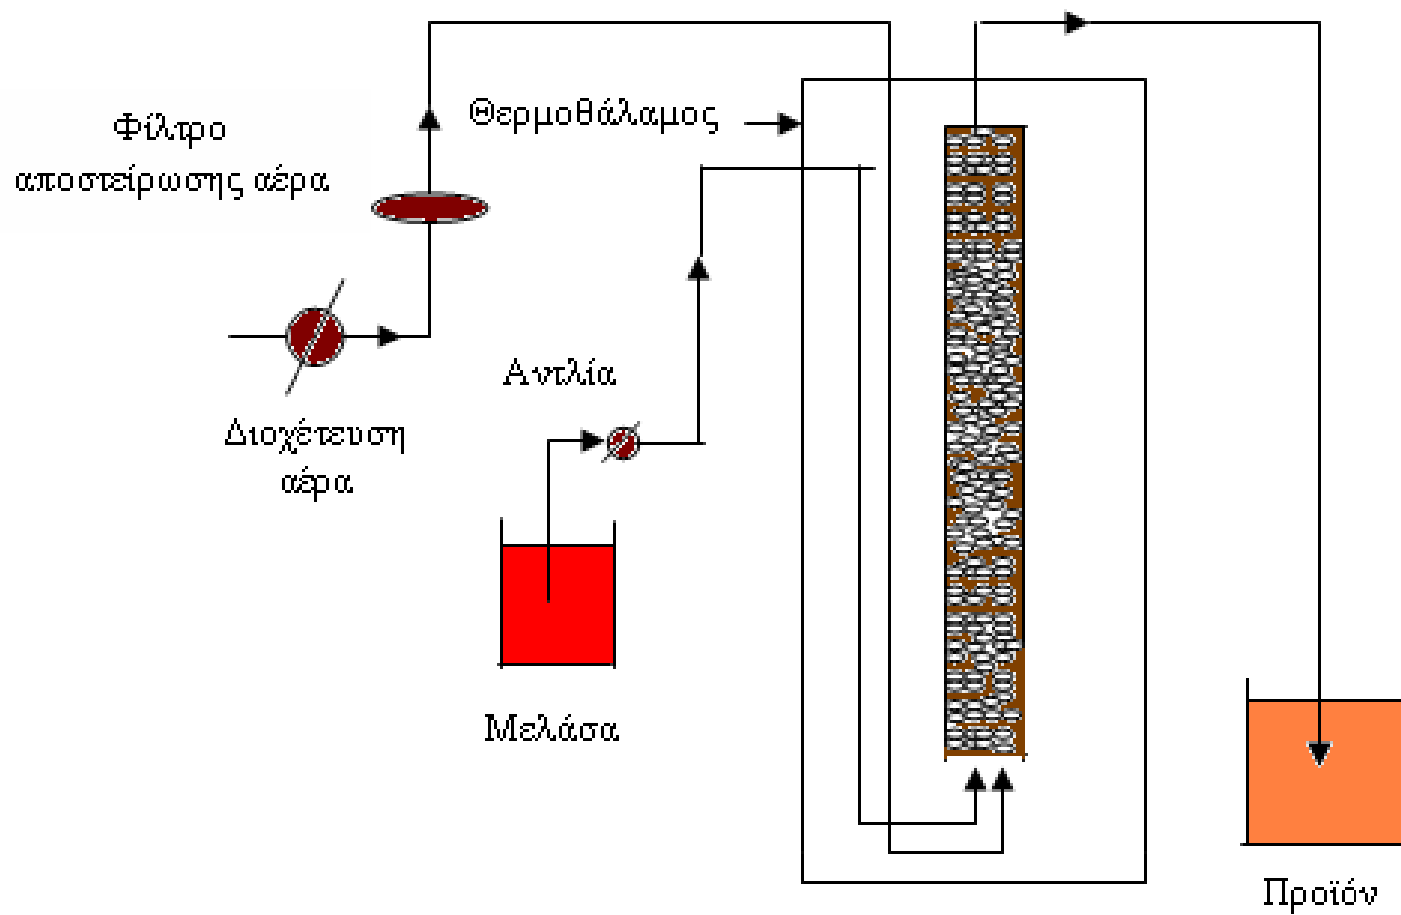 Φίλτρο
αποστείρωσης αέρα
Θερμοθάλαμος
Αντλία
Διοχέτευση
αέρα
Μελάσα
Προϊόν